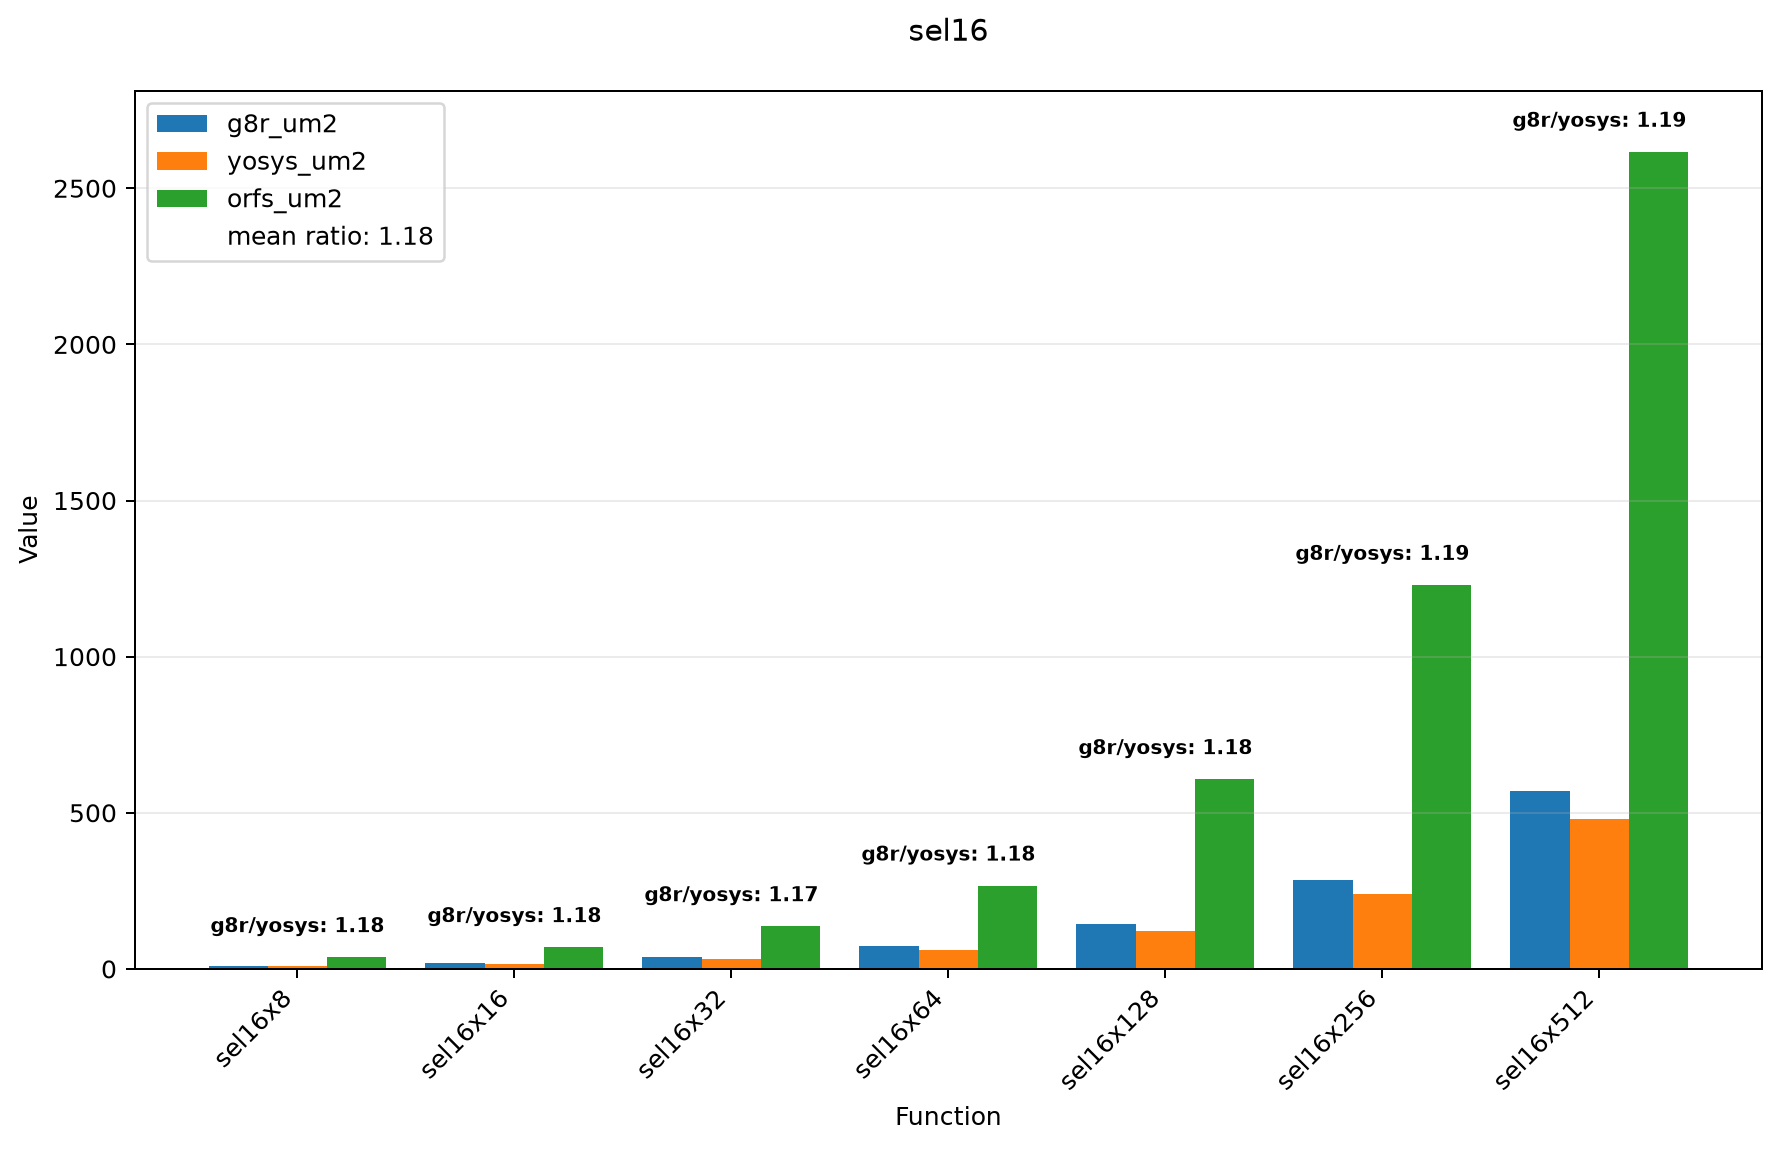 sel16
g8r_um2
yosys_um2
orfs_um2
mean ratio: 1.18
Value
2500
2000
1500
1000
500
0
g8r/yosys: 1.18
g8r/yosys: 1.18
g8r/yosys: 1.17
g8r/yosys: 1.18
g8r/yosys: 1.18
g8r/yosys: 1.19
g8r/yosys: 1.19
sel16x8
sel16x16
sel16x32
sel16x64
sel16x128
sel16x256
sel16x512
Function